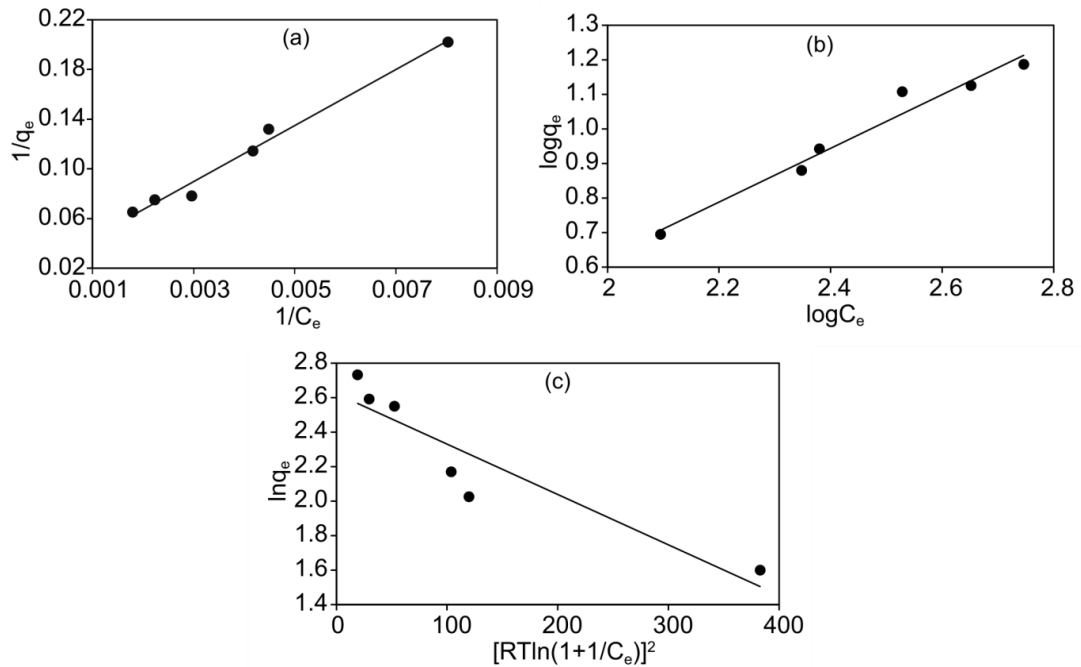 (a)
1/qₑ
0.22
0.18
0.14
0.10
0.06
0.02
0.001 0.003 0.005 0.007 0.009
1/Cₑ
(b)
logqₑ
1.3
1.2
1.1
1.0
0.9
0.8
0.7
0.6
2 2.2 2.4 2.6 2.8
logCₑ
(c)
lnqₑ
2.8
2.6
2.4
2.2
2.0
1.8
1.6
1.4
0 100 200 300 400
[RTln(1+1/Cₑ)]²